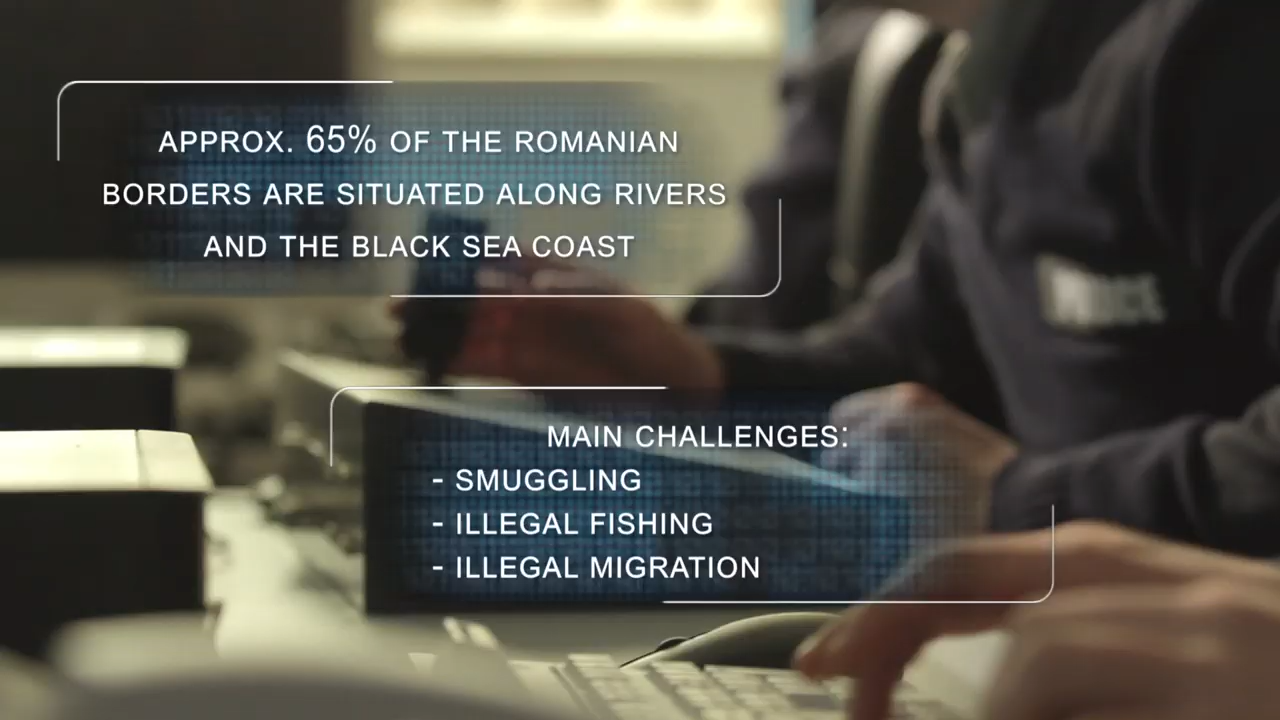 APPROX. 65% OF THE ROMANIAN
BORDERS ARE SITUATED ALONG RIVERS
AND THE BLACK SEA COAST
MAIN CHALLENGES:
- SMUGGLING
- ILLEGAL FISHING
- ILLEGAL MIGRATION